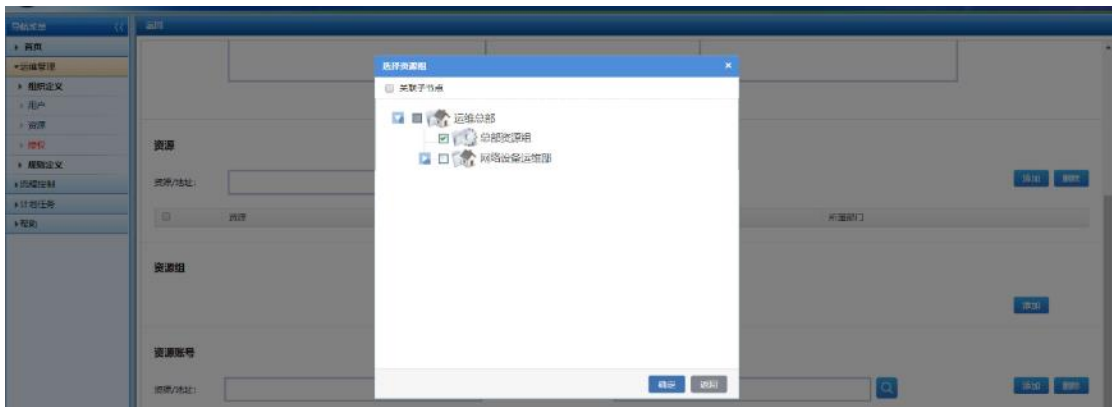 导航菜单
返回
首页
运维管理
组织定义
用户
资源
授权
规则定义
流程控制
计划任务
帮助
资源
资源/地址:
添加
删除
资源
所属部门
资源组
添加
资源账号
资源/地址:
添加
删除
选择资源组
×
关联子节点
运维总部
总部资源组
网络设备运维部
确定
返回